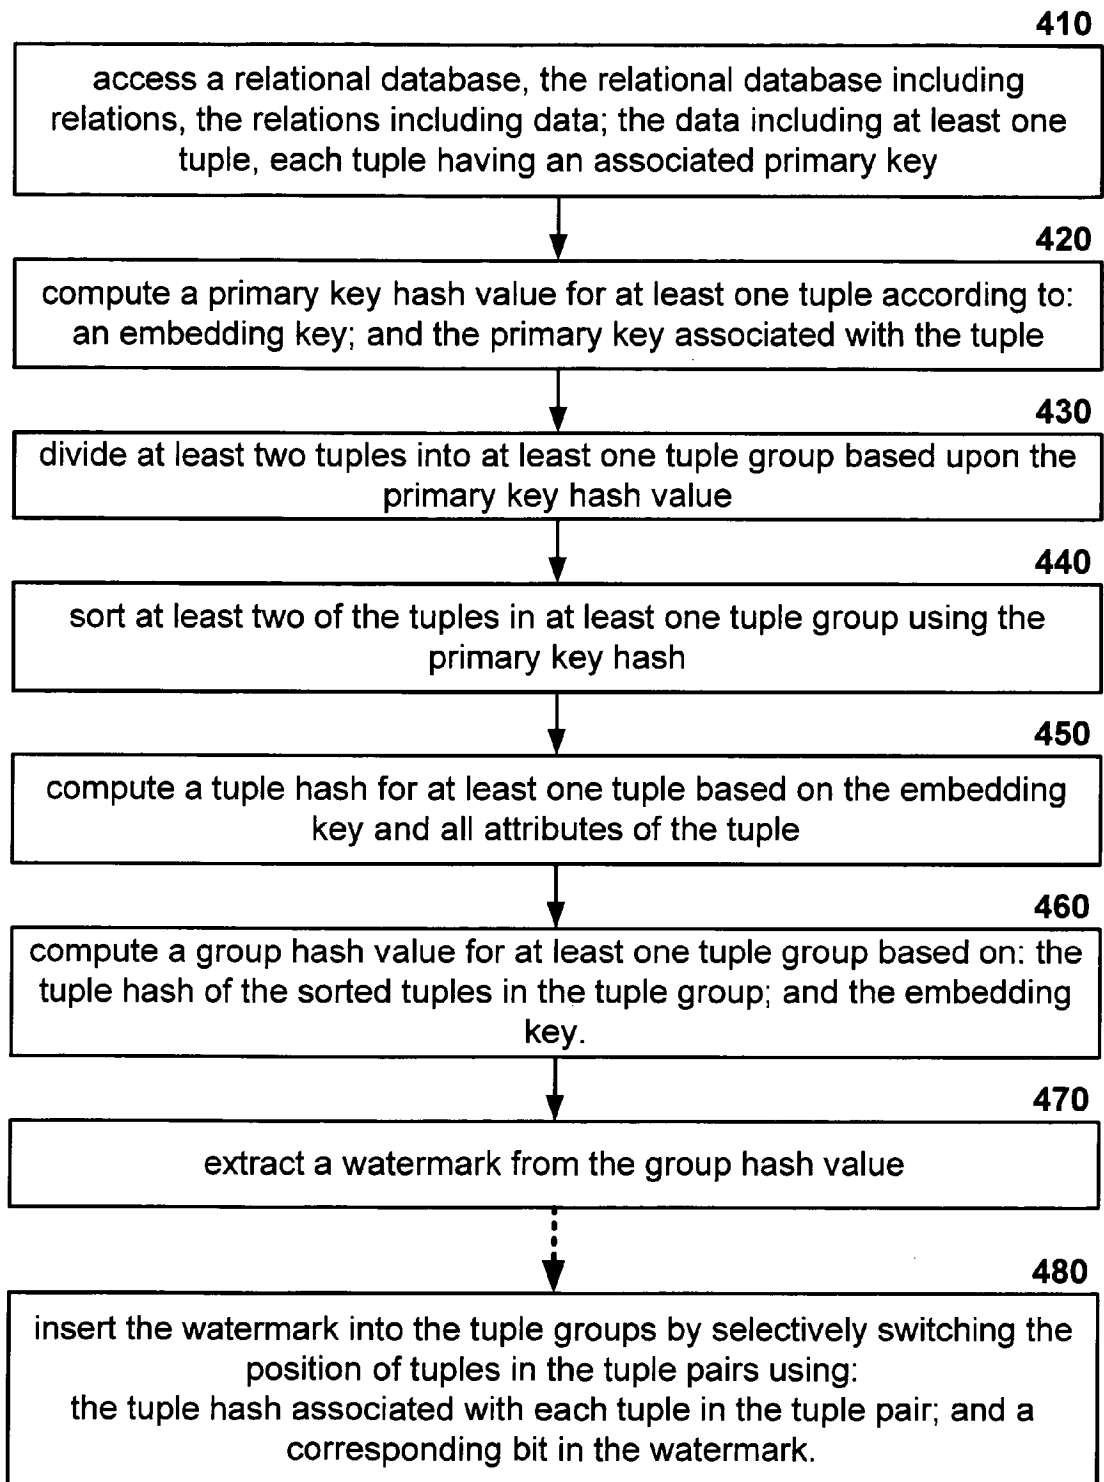 410
access a relational database, the relational database including
relations, the relations including data; the data including at least one
tuple, each tuple having an associated primary key
420
compute a primary key hash value for at least one tuple according to:
an embedding key; and the primary key associated with the tuple
430
divide at least two tuples into at least one tuple group based upon the
primary key hash value
440
sort at least two of the tuples in at least one tuple group using the
primary key hash
450
compute a tuple hash for at least one tuple based on the embedding
key and all attributes of the tuple
460
compute a group hash value for at least one tuple group based on: the
tuple hash of the sorted tuples in the tuple group; and the embedding
key.
470
extract a watermark from the group hash value
480
insert the watermark into the tuple groups by selectively switching the
position of tuples in the tuple pairs using:
the tuple hash associated with each tuple in the tuple pair; and a
corresponding bit in the watermark.